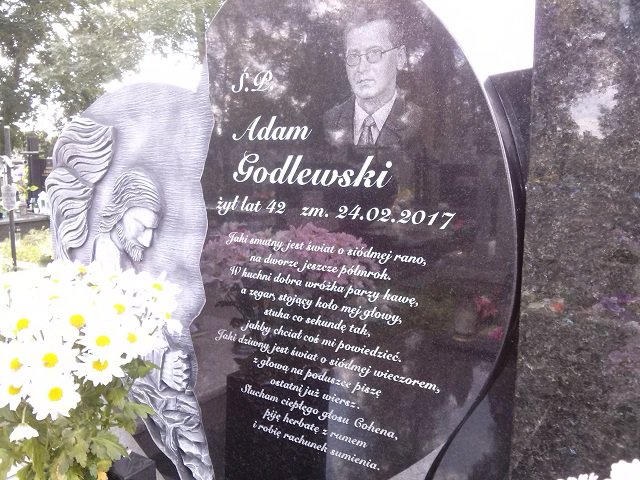 Ś.P
Adam
Godlewski
żył lat 42 zm. 24.02.2017
Jaki smutny jest świat o siódmej rano,
na dworze jeszcze półmrok.
W kuchni dobra wróżka parzy kawę,
a zegar, stojący koło mej głowy,
stuka co sekundę tak,
jakby chciał coś mi powiedzieć.
Jaki dziwny jest świat o siódmej wieczorem,
z głową na poduszce piszę
ostatni już wiersz.
Słucham ciepłego głosu Cohena,
piję herbatę z rumem
i robię rachunek sumienia.